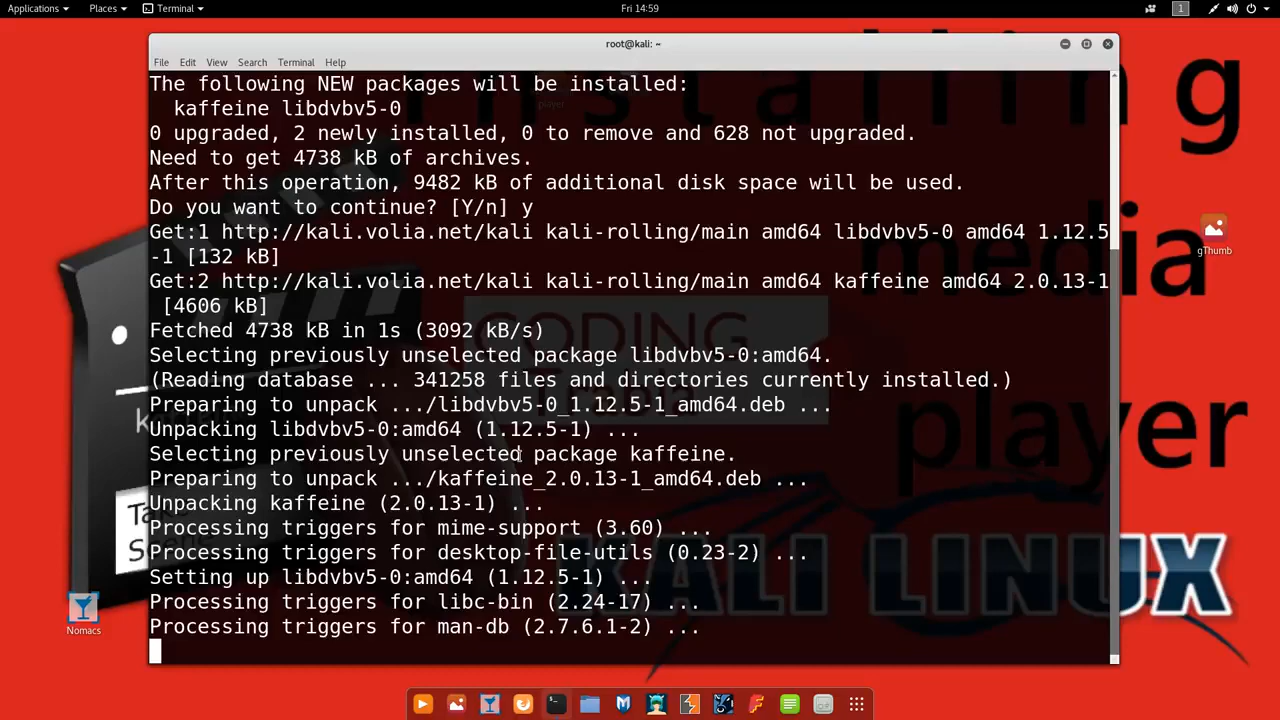 Applications Places Terminal Fri 14:59 1
root@kali: ~
File Edit View Search Terminal Help
The following NEW packages will be installed:
kaffeine libdvbv5-0
0 upgraded, 2 newly installed, 0 to remove and 628 not upgraded.
Need to get 4738 kB of archives.
After this operation, 9482 kB of additional disk space will be used.
Do you want to continue? [Y/n] y
Get:1 http://kali.volia.net/kali kali-rolling/main amd64 libdvbv5-0 amd64 1.12.5
-1 [132 kB]
Get:2 http://kali.volia.net/kali kali-rolling/main amd64 kaffeine amd64 2.0.13-1
[4606 kB]
Fetched 4738 kB in 1s (3092 kB/s)
Selecting previously unselected package libdvbv5-0:amd64.
(Reading database ... 341258 files and directories currently installed.)
Preparing to unpack .../libdvbv5-0_1.12.5-1_amd64.deb ...
Unpacking libdvbv5-0:amd64 (1.12.5-1) ...
Selecting previously unselected package kaffeine.
Preparing to unpack .../kaffeine_2.0.13-1_amd64.deb ...
Unpacking kaffeine (2.0.13-1) ...
Processing triggers for mime-support (3.60) ...
Processing triggers for desktop-file-utils (0.23-2) ...
Setting up libdvbv5-0:amd64 (1.12.5-1) ...
Processing triggers for libc-bin (2.24-17) ...
Processing triggers for man-db (2.7.6.1-2) ...
installing
media
player
CODING
KALI LINUX
gThumb
Nomacs